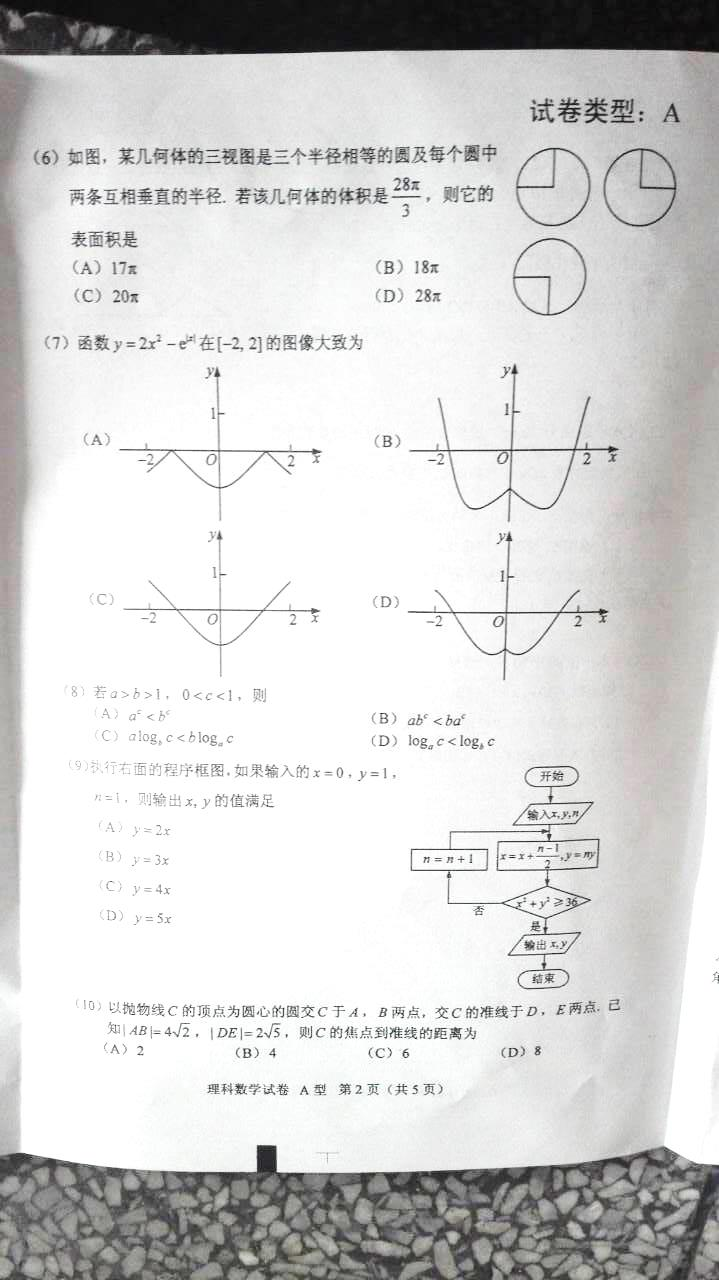 试卷类型：A
（6）如图，某几何体的三视图是三个半径相等的圆及每个圆中
两条互相垂直的半径. 若该几何体的体积是 28π/3 ，则它的
表面积是
（A）17π （B）18π
（C）20π （D）28π
（7）函数 y = 2x² − e^|x| 在 [−2, 2] 的图像大致为
（A） y 1 −2 O 2 x
（B） y 1 −2 O 2 x
（C） y 1 −2 O 2 x
（D） y 1 −2 O 2 x
（8）若 a > b > 1，0 < c < 1，则
（A）a^c < b^c （B）ab^c < ba^c
（C）a log_b c < b log_a c （D）log_a c < log_b c
（9）执行右面的程序框图，如果输入的 x = 0，y = 1，
n = 1，则输出 x, y 的值满足
（A）y = 2x
（B）y = 3x
（C）y = 4x
（D）y = 5x
开始
输入x,y,n
n = n + 1
x = x + (n−1)/2 , y = ny
x² + y² ≥ 36
否
是
输出 x,y
结束
（10）以抛物线 C 的顶点为圆心的圆交 C 于 A，B 两点，交 C 的准线于 D，E 两点. 已
知 | AB |= 4√2，| DE |= 2√5，则 C 的焦点到准线的距离为
（A）2 （B）4 （C）6 （D）8
理科数学试卷 A 型 第 2 页（共 5 页）